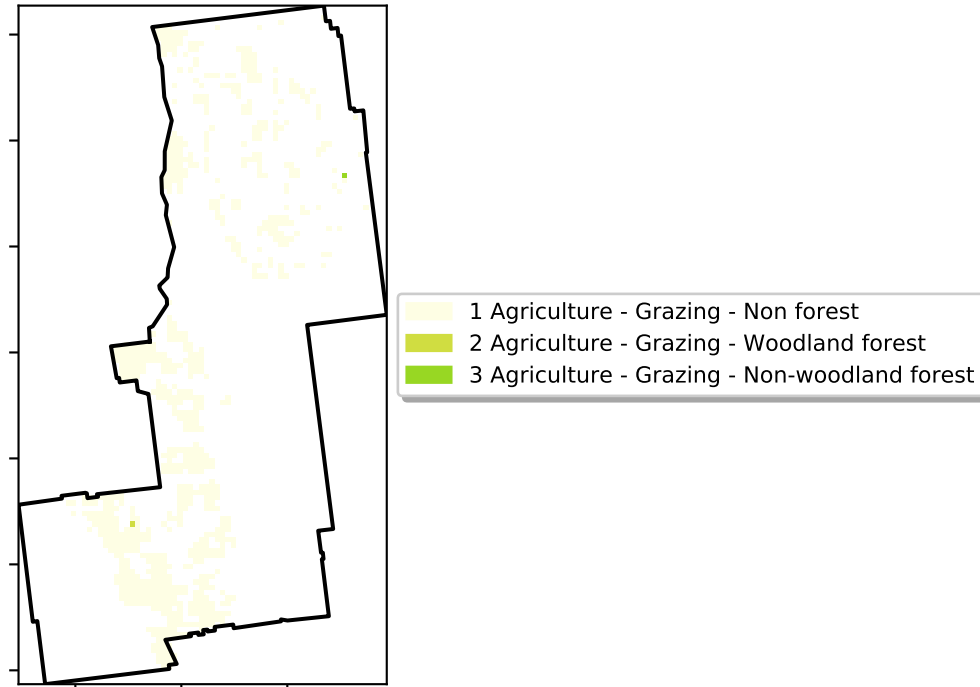 1 Agriculture - Grazing - Non forest
2 Agriculture - Grazing - Woodland forest
3 Agriculture - Grazing - Non-woodland forest